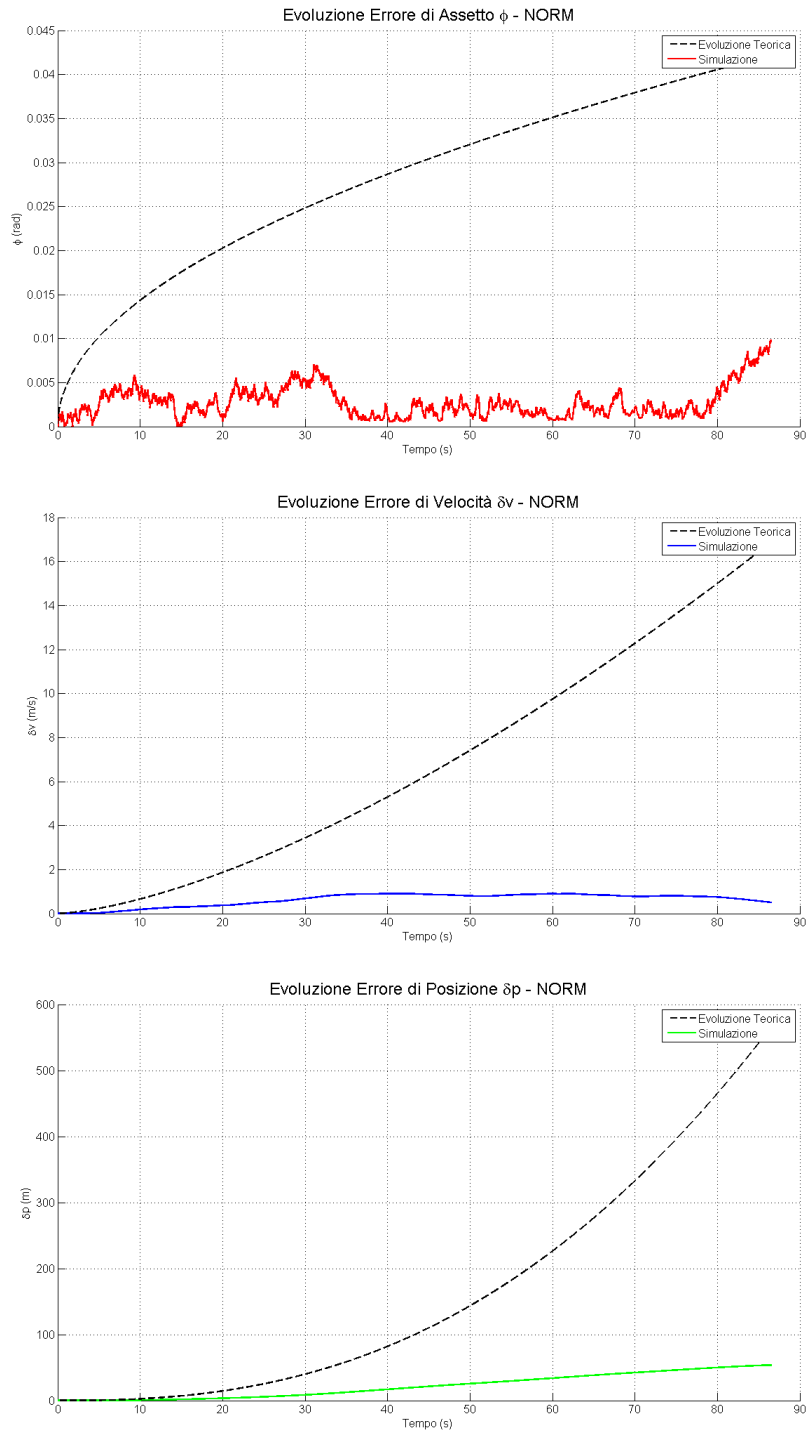 Evoluzione Errore di Assetto ϕ - NORM
0.045
0.04
0.035
0.03
0.025
0.02
0.015
0.01
0.005
0
ϕ (rad)
Evoluzione Teorica
Simulazione
0 10 20 30 40 50 60 70 80 90
Tempo (s)
Evoluzione Errore di Velocità δv - NORM
18
16
14
12
10
8
6
4
2
0
δv (m/s)
Evoluzione Teorica
Simulazione
0 10 20 30 40 50 60 70 80 90
Tempo (s)
Evoluzione Errore di Posizione δp - NORM
600
500
400
300
200
100
0
δp (m)
Evoluzione Teorica
Simulazione
0 10 20 30 40 50 60 70 80 90
Tempo (s)